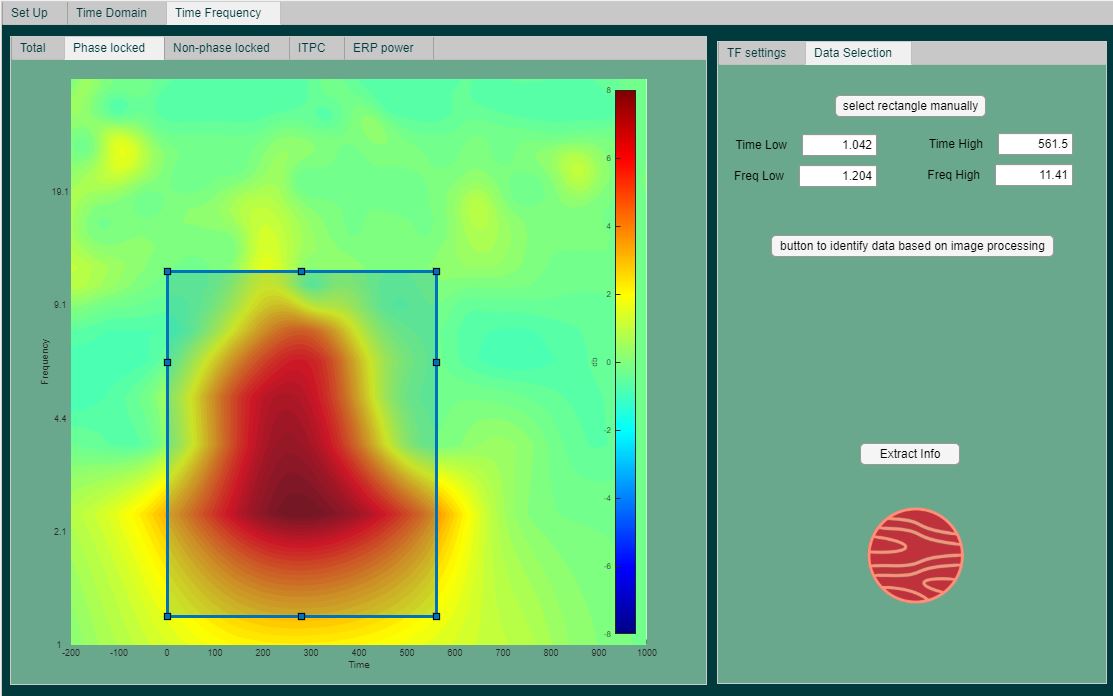 Set Up Time Domain Time Frequency
Total Phase locked Non-phase locked ITPC ERP power
TF settings Data Selection
select rectangle manually
Time Low 1.042 Time High 561.5
Freq Low 1.204 Freq High 11.41
button to identify data based on image processing
Extract Info
Frequency
19.1
9.1
4.4
2.1
1
-200 -100 0 100 200 300 400 500 600 700 800 900 1000
Time
8
6
4
2
0
-2
-4
-6
-8
db